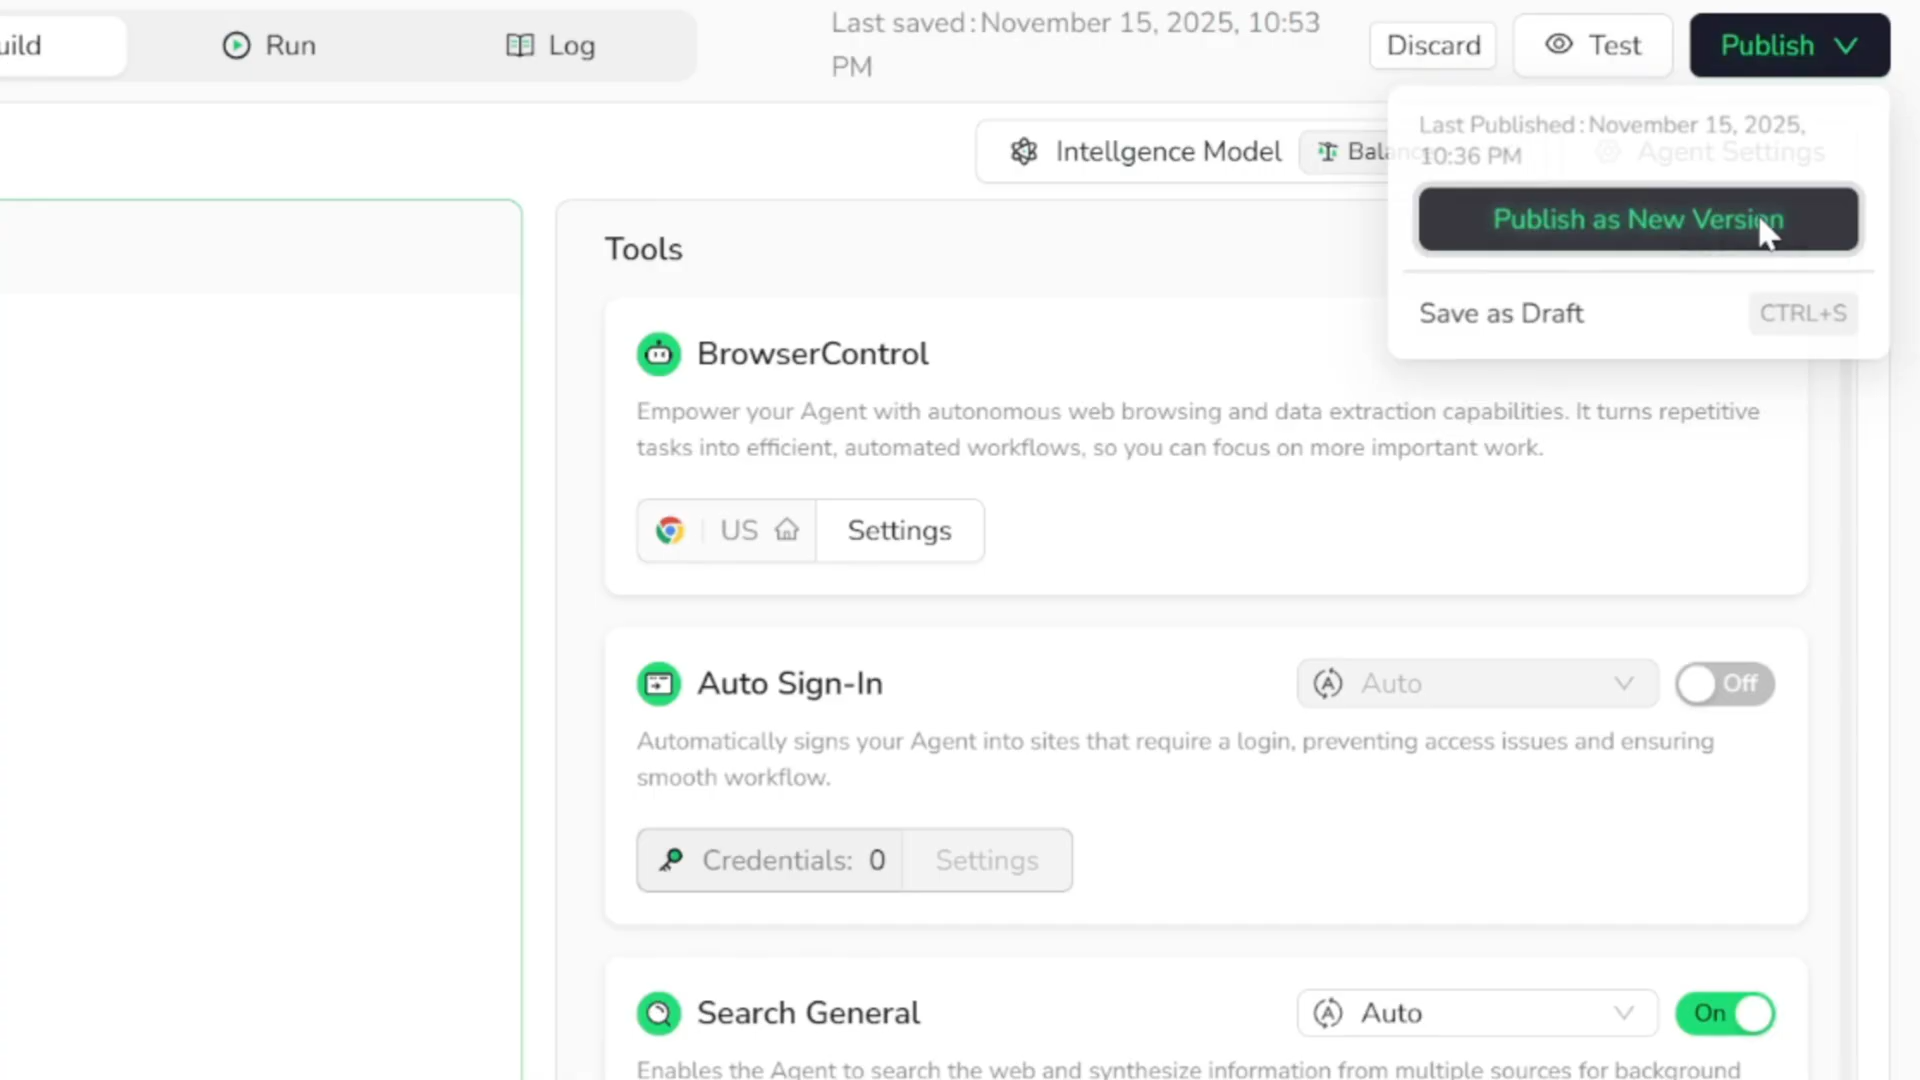 uild
Run
Log
Last saved: November 15, 2025, 10:53
PM
Discard
Test
Publish
Last Published: November 15, 2025,
10:36 PM
Intellgence Model
Agent Settings
Publish as New Version
Save as Draft
CTRL+S
Tools
BrowserControl
Empower your Agent with autonomous web browsing and data extraction capabilities. It turns repetitive
tasks into efficient, automated workflows, so you can focus on more important work.
US
Settings
Auto Sign-In
Auto
Off
Automatically signs your Agent into sites that require a login, preventing access issues and ensuring
smooth workflow.
Credentials: 0
Settings
Search General
Auto
On
Enables the Agent to search the web and synthesize information from multiple sources for background